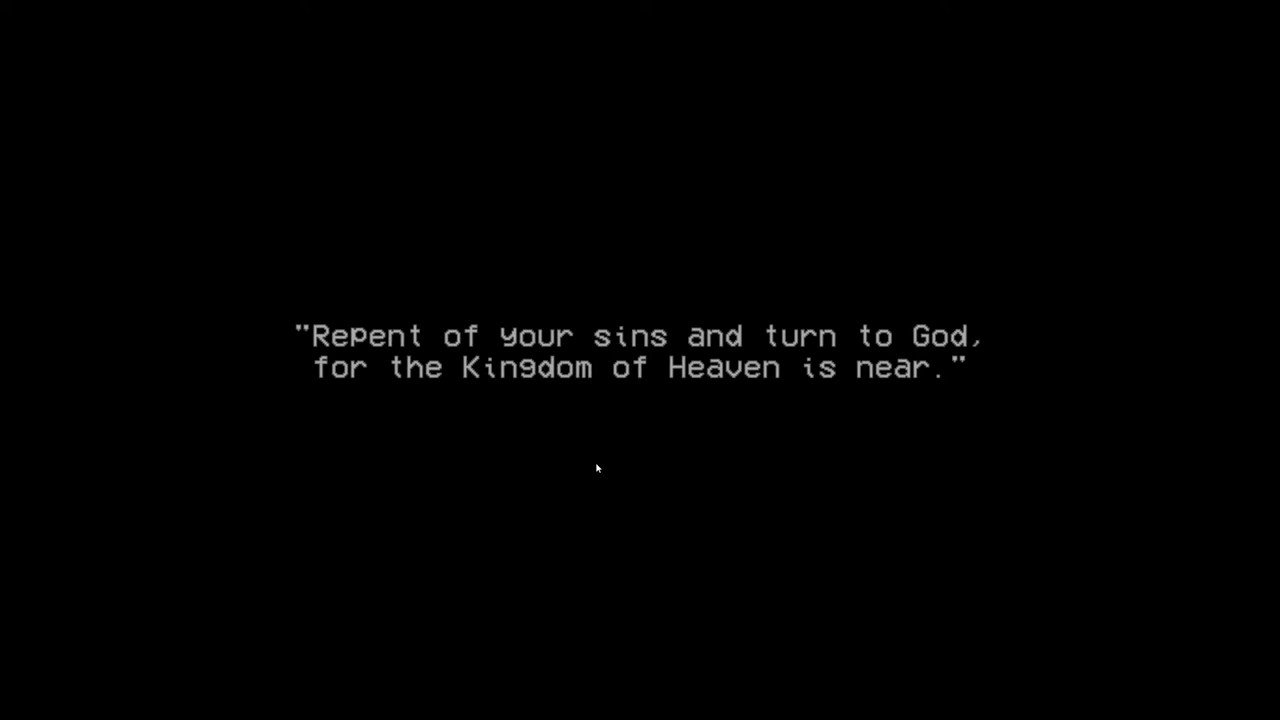 "Repent of your sins and turn to God,
for the Kingdom of Heaven is near."